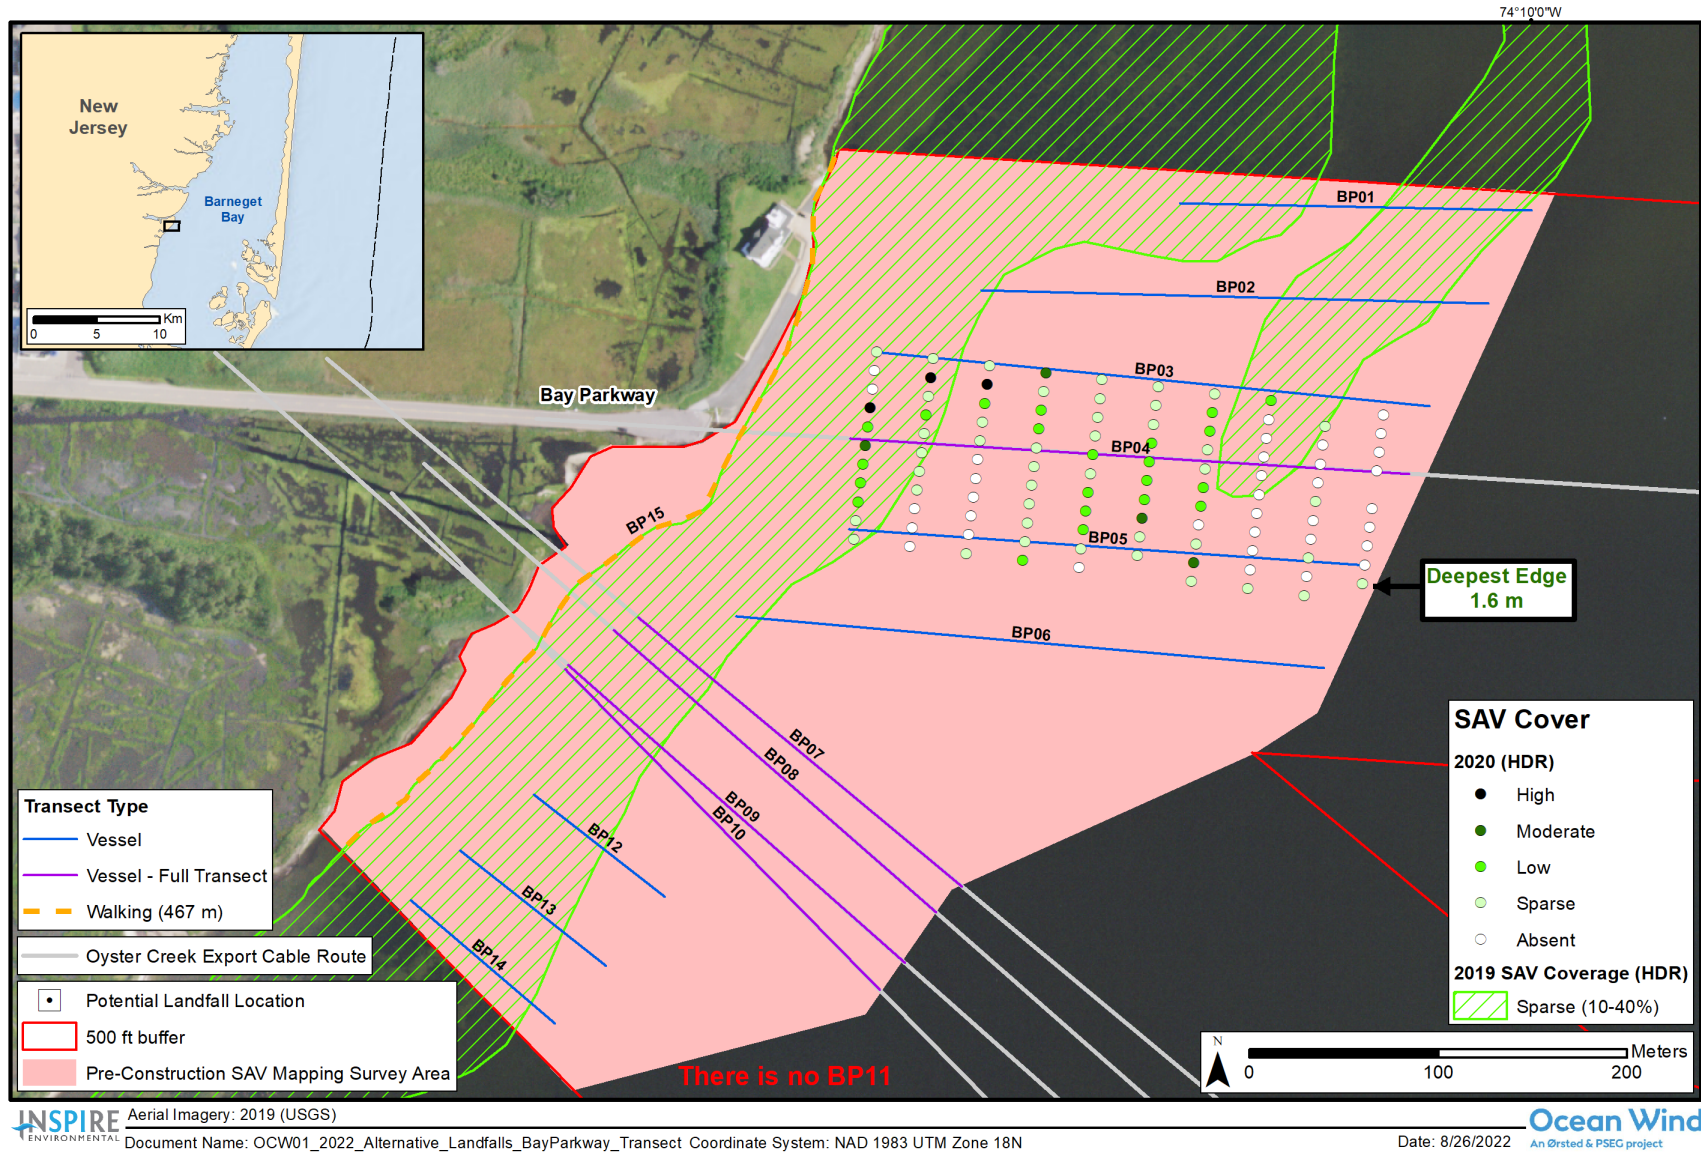 74°10'0"W
New
Jersey
Barneget
Bay
Km
0 5 10
Bay Parkway
BP01
BP02
BP03
BP04
BP05
BP06
BP15
BP07
BP08
BP09
BP10
BP12
BP13
BP14
Deepest Edge
1.6 m
There is no BP11
Transect Type
Vessel
Vessel - Full Transect
Walking (467 m)
Oyster Creek Export Cable Route
Potential Landfall Location
500 ft buffer
Pre-Construction SAV Mapping Survey Area
SAV Cover
2020 (HDR)
High
Moderate
Low
Sparse
Absent
2019 SAV Coverage (HDR)
Sparse (10-40%)
N
Meters
0 100 200
INSPIRE
ENVIRONMENTAL
Aerial Imagery: 2019 (USGS)
Document Name: OCW01_2022_Alternative_Landfalls_BayParkway_Transect Coordinate System: NAD 1983 UTM Zone 18N
Date: 8/26/2022
Ocean Wind
An Ørsted & PSEG project